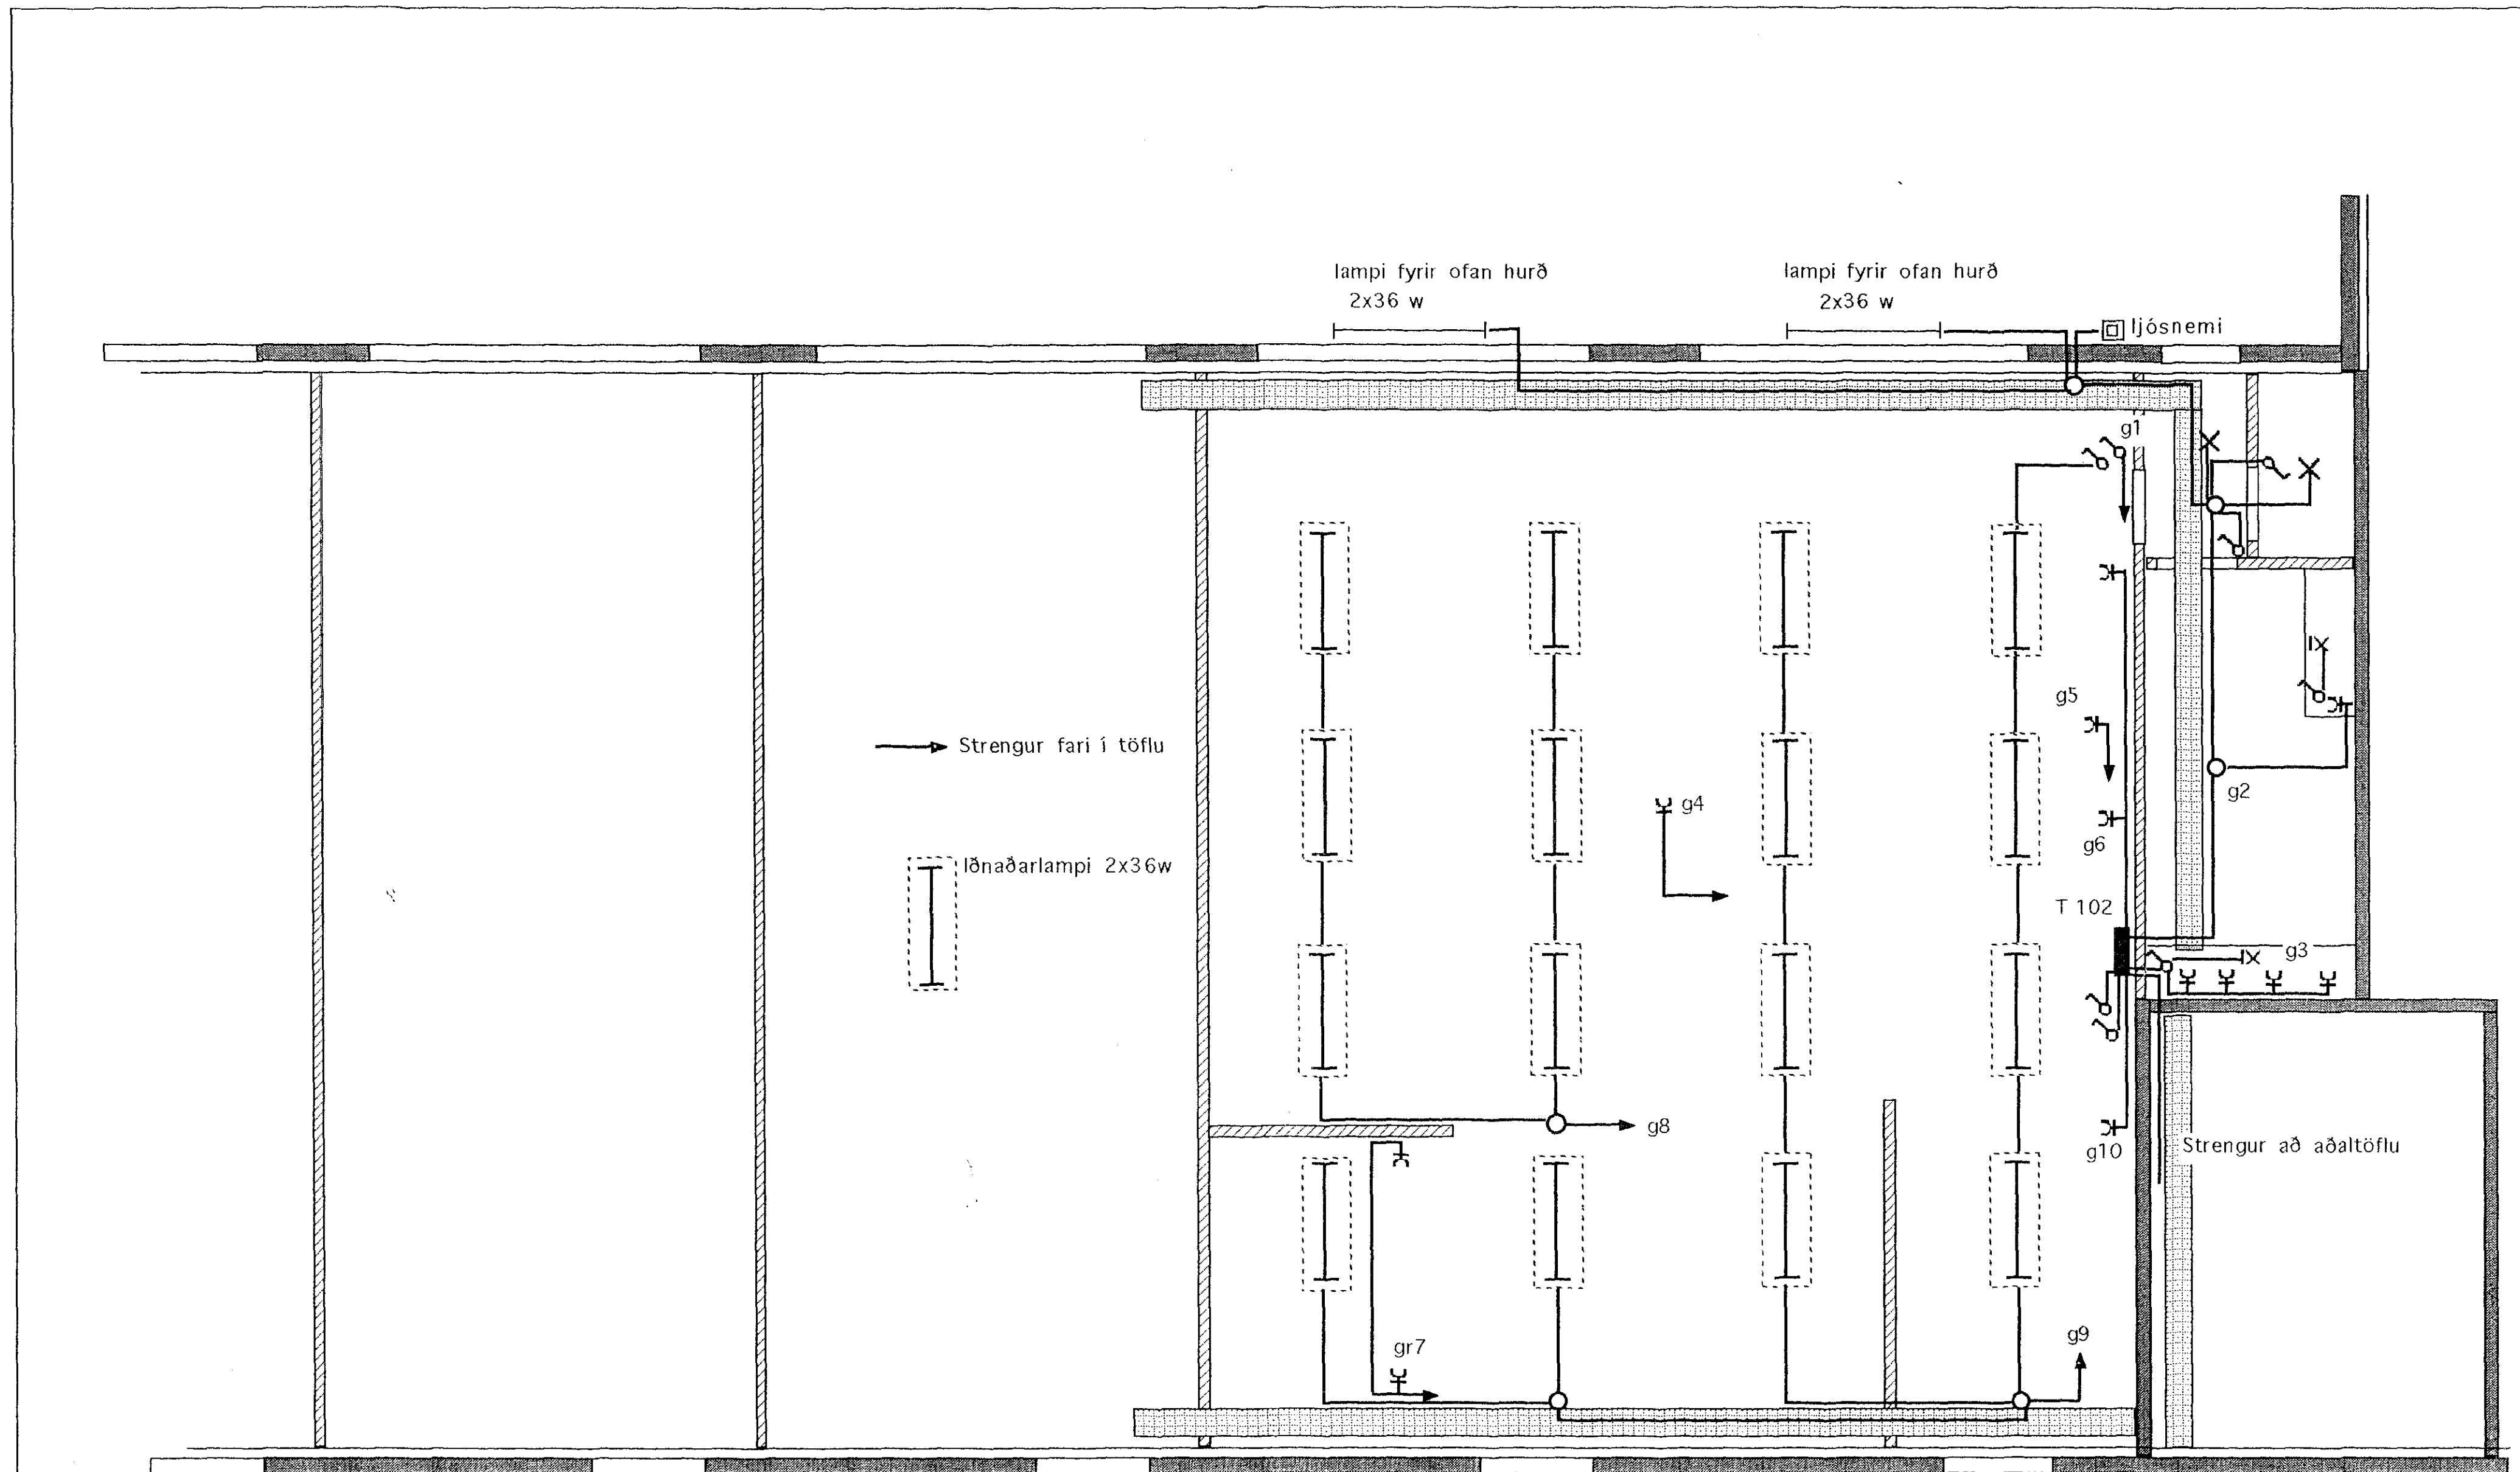 lampi fyrir ofan hurð
2x36 w
lampi fyrir ofan hurð
2x36 w
ljósnemi
g1
g5
Strengur fari í töflu
g2
g4
g6
Iðnaðarlampi 2x36w
T 102
g3
g8
g10
Strengur að aðaltöflu
g9
gr7